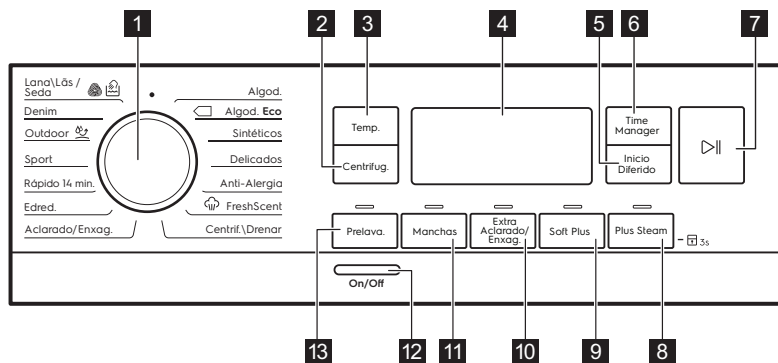 1
2
3
4
5
6
7
Lana\Lãs /
Seda
Denim
Outdoor
Sport
Rápido 14 min.
Edred.
Aclarado/Enxag.
Algod.
Algod. Eco
Sintéticos
Delicados
Anti-Alergia
FreshScent
Centrif.\Drenar
Temp.
Centrifug.
Time
Manager
Inicio
Diferido
Prelava.
Manchas
Extra
Aclarado/
Enxag.
Soft Plus
Plus Steam
3s
On/Off
13
12
11
10
9
8